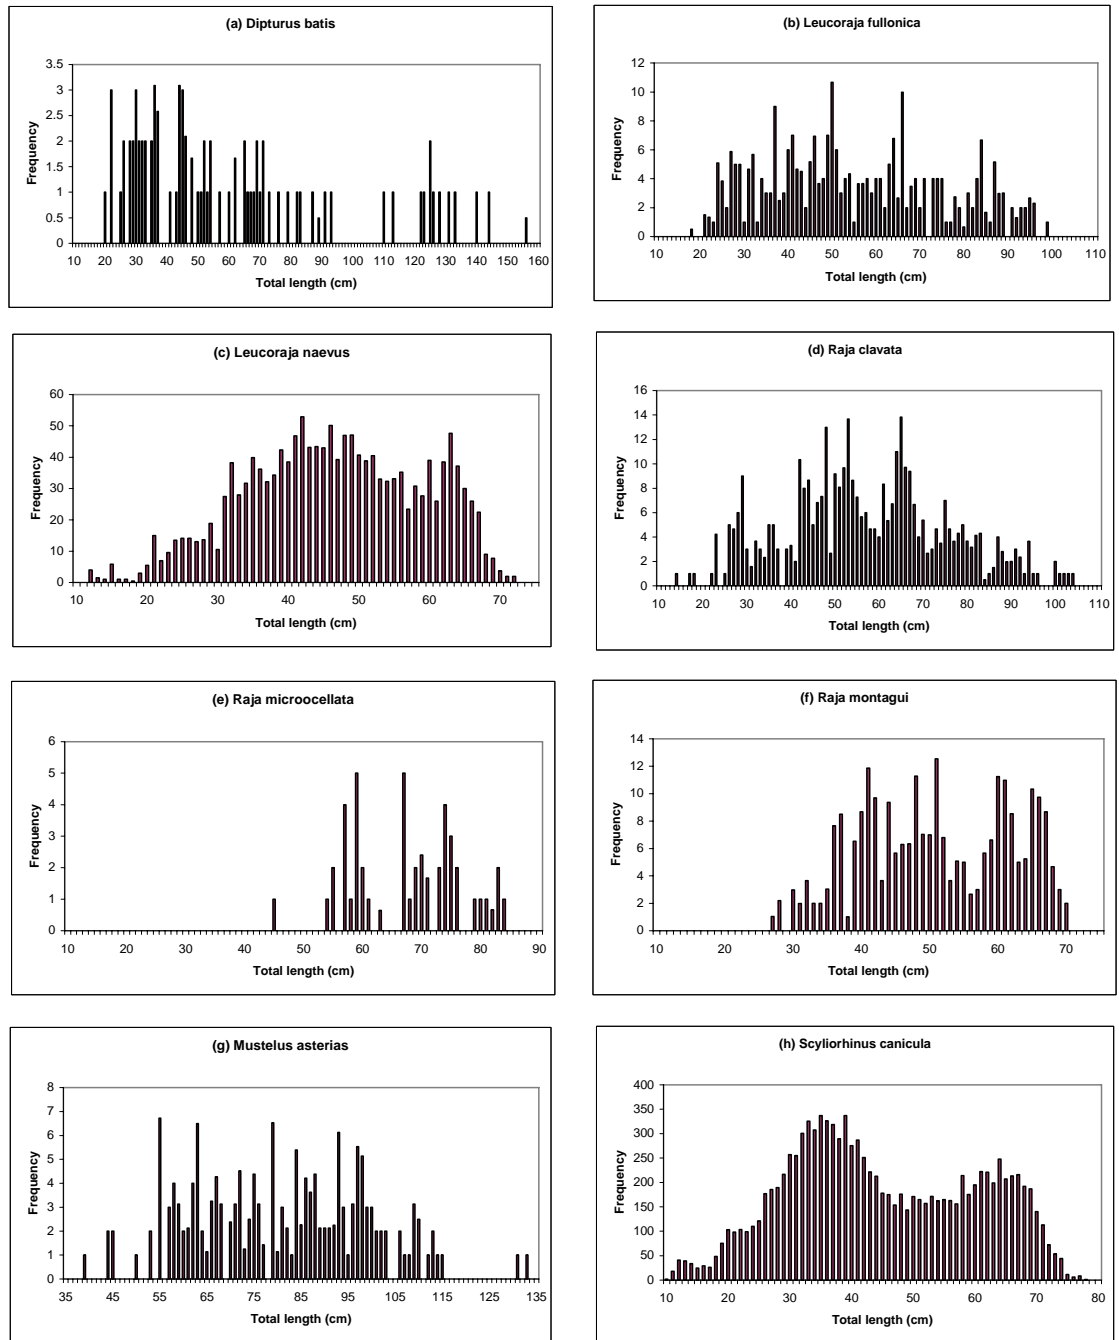 (a) Dipturus batis
3.5
3
2.5
2
1.5
1
0.5
0
Frequency
10 20 30 40 50 60 70 80 90 100 110 120 130 140 150 160
Total length (cm)
(b) Leucoraja fullonica
12
10
8
6
4
2
0
Frequency
10 20 30 40 50 60 70 80 90 100 110
Total length (cm)
(c) Leucoraja naevus
60
50
40
30
20
10
0
Frequency
10 20 30 40 50 60 70
Total length (cm)
(d) Raja clavata
16
14
12
10
8
6
4
2
0
Frequency
10 20 30 40 50 60 70 80 90 100 110
Total length (cm)
(e) Raja microocellata
6
5
4
3
2
1
0
Frequency
10 20 30 40 50 60 70 80 90
Total length (cm)
(f) Raja montagui
14
12
10
8
6
4
2
0
Frequency
10 20 30 40 50 60 70
Total length (cm)
(g) Mustelus asterias
8
7
6
5
4
3
2
1
0
Frequency
35 45 55 65 75 85 95 105 115 125 135
Total length (cm)
(h) Scyliorhinus canicula
400
350
300
250
200
150
100
50
0
Frequency
10 20 30 40 50 60 70 80
Total length (cm)